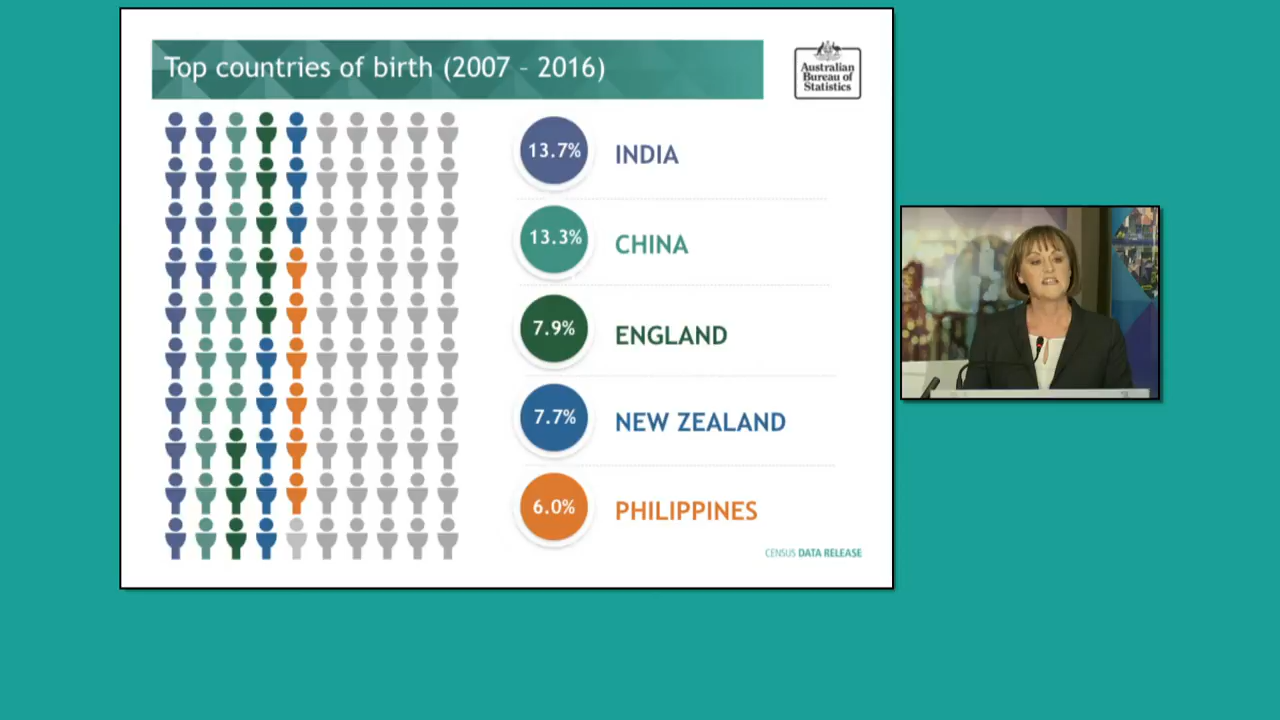 Top countries of birth (2007 – 2016)
Australian
Bureau of
Statistics
13.7% INDIA
13.3% CHINA
7.9% ENGLAND
7.7% NEW ZEALAND
6.0% PHILIPPINES
CENSUS DATA RELEASE